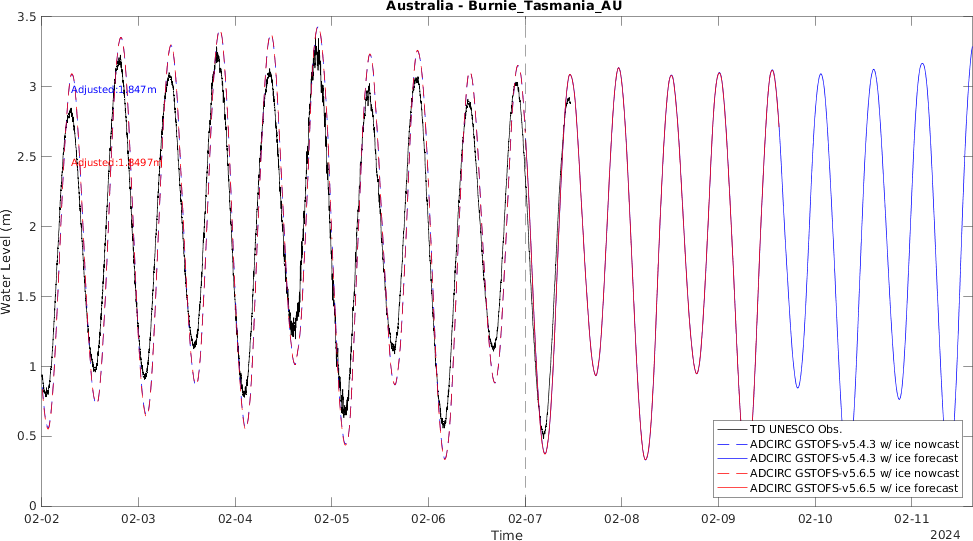 Australia - Burnie_Tasmania_AU
3.5
3
2.5
2
1.5
1
0.5
0
Water Level (m)
Adjusted:1.847m
Adjusted:1.8497m
TD UNESCO Obs.
ADCIRC GSTOFS-v5.4.3 w/ ice nowcast
ADCIRC GSTOFS-v5.4.3 w/ ice forecast
ADCIRC GSTOFS-v5.6.5 w/ ice nowcast
ADCIRC GSTOFS-v5.6.5 w/ ice forecast
02-02 02-03 02-04 02-05 02-06 02-07 02-08 02-09 02-10 02-11
Time
2024